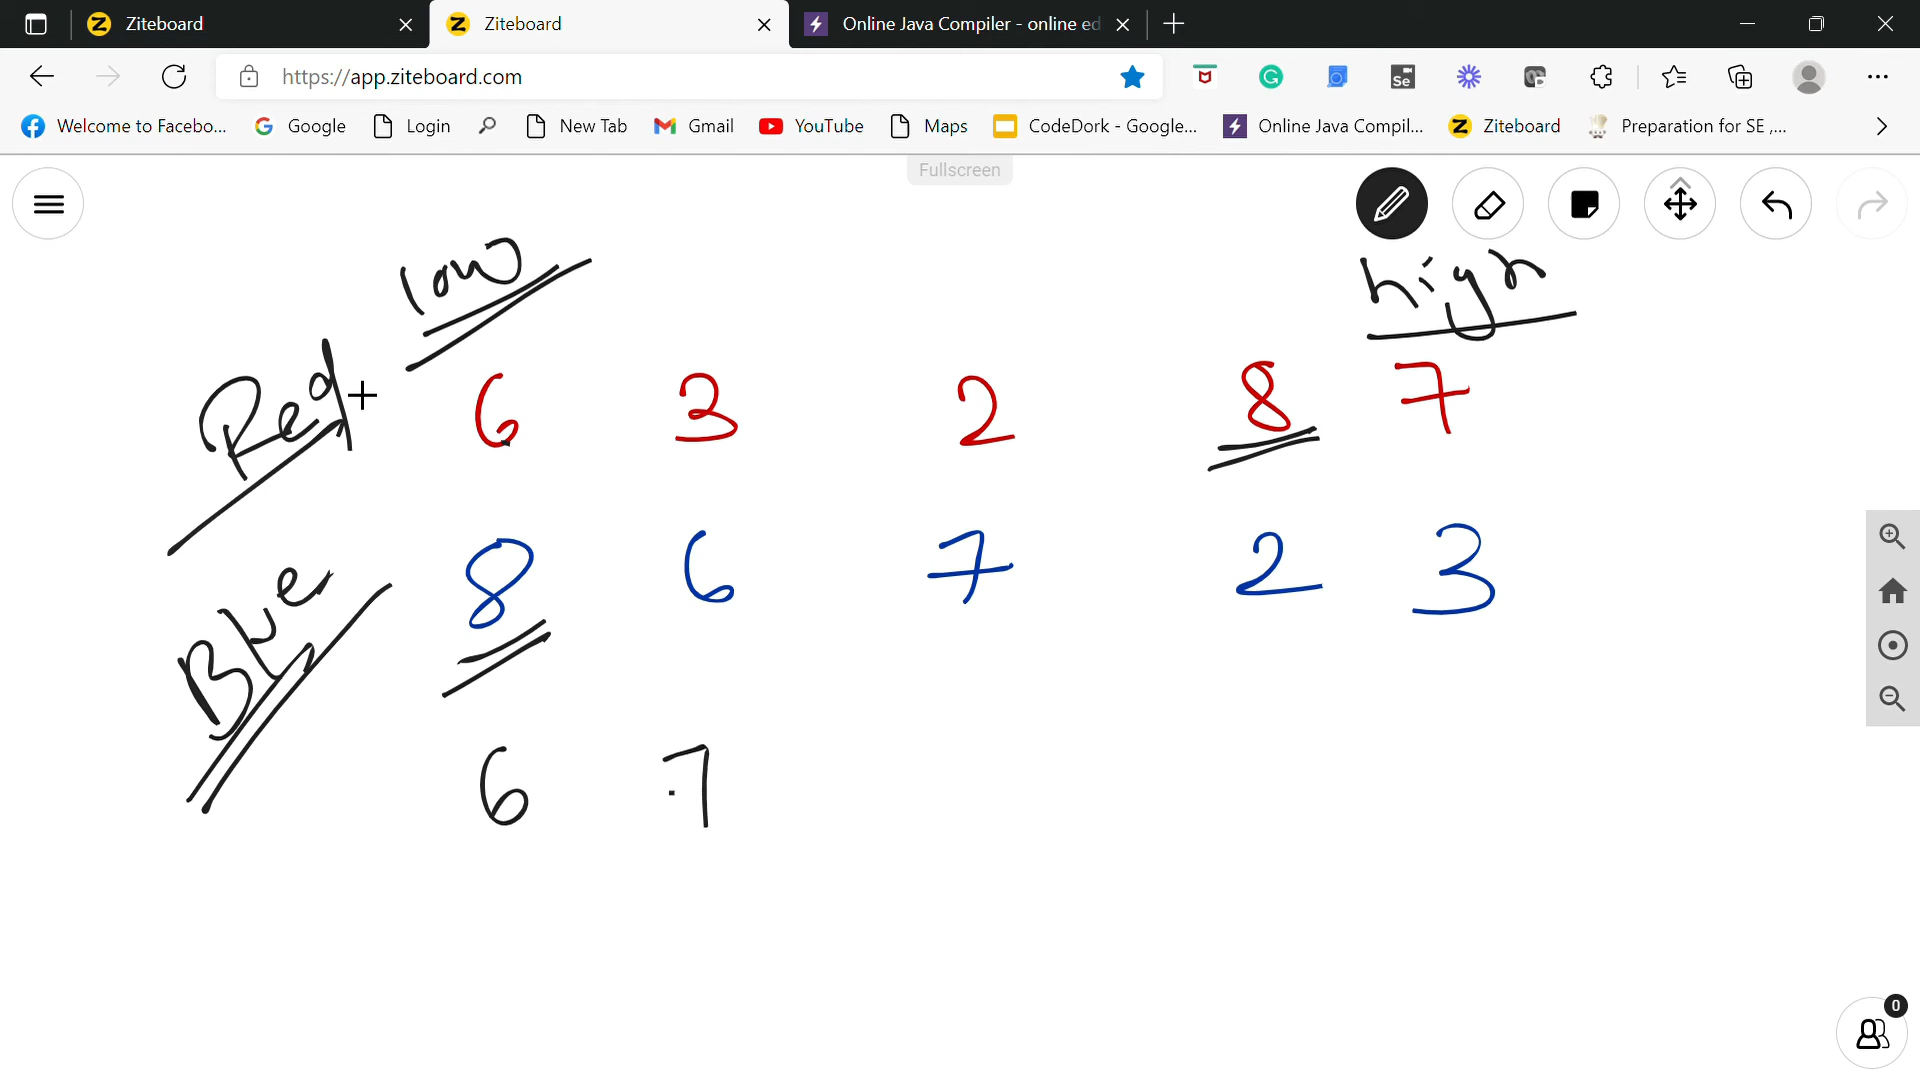 Ziteboard
Ziteboard
Online Java Compiler - online ed
https://app.ziteboard.com
Welcome to Facebo...
Google
Login
New Tab
Gmail
YouTube
Maps
CodeDork - Google...
Online Java Compil...
Ziteboard
Preparation for SE ,...
Fullscreen
low
high
Red
6 3 2 8 7
Blue
8 6 7 2 3
6 7
0